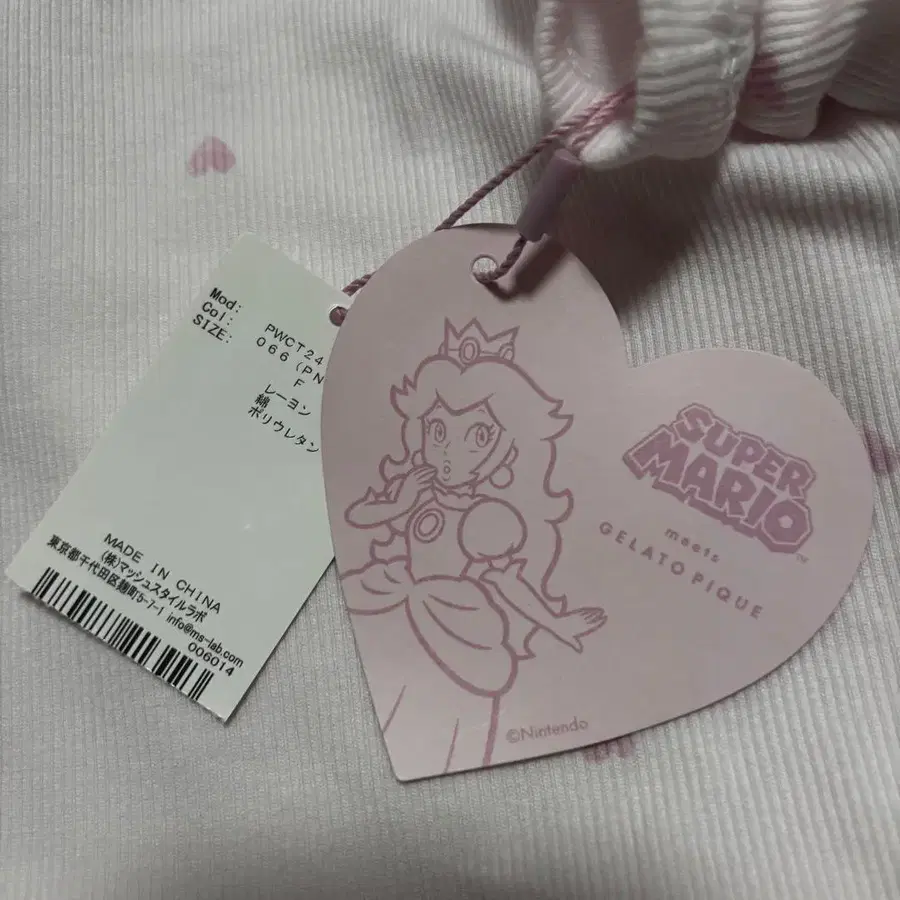 Mod:
Col:
SIZE:
PWCT24
066 (PN
F
レーヨン
綿
ポリウレタン
MADE IN CHINA
(株)マッシュスタイルラボ
東京都千代田区麹町5-7-1 info@ms-lab.com
006014
SUPER
MARIO™
meets
GELATO PIQUE
©Nintendo